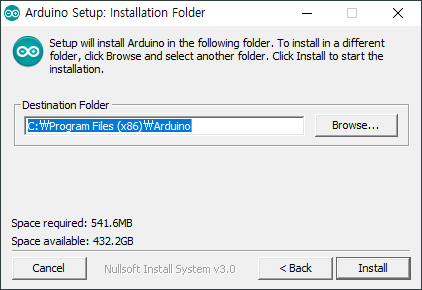 Arduino Setup: Installation Folder
Setup will install Arduino in the following folder. To install in a different
folder, click Browse and select another folder. Click Install to start the
installation.
Destination Folder
C:₩Program Files (x86)₩Arduino
Browse...
Space required: 541.6MB
Space available: 432.2GB
Cancel
Nullsoft Install System v3.0
< Back
Install